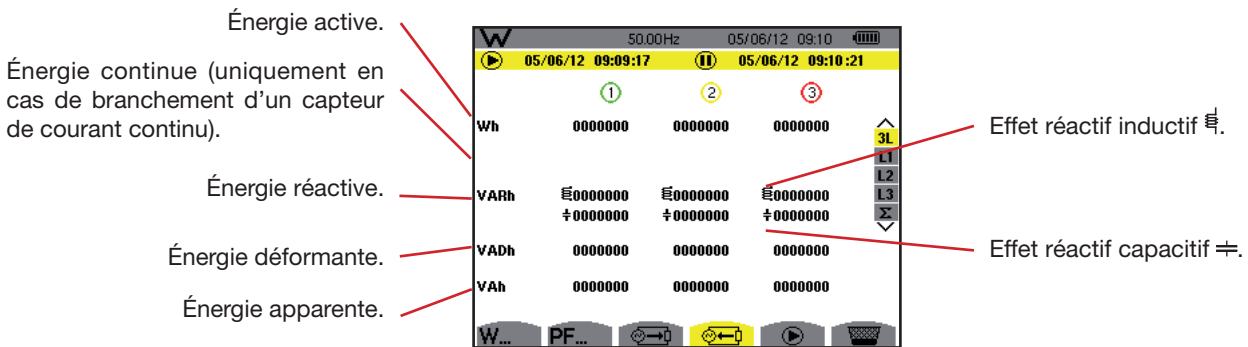 Énergie active.
Énergie continue (uniquement en
cas de branchement d'un capteur
de courant continu).
Énergie réactive.
Énergie déformante.
Énergie apparente.
W 50.00Hz 05/06/12 09:10
05/06/12 09:09:17 05/06/12 09:10:21
1 2 3
Wh 0000000 0000000 0000000
VARh 0000000 0000000 0000000
0000000 0000000 0000000
VADh 0000000 0000000 0000000
VAh 0000000 0000000 0000000
3L
L1
L2
L3
Σ
W... PF...
Effet réactif inductif .
Effet réactif capacitif .